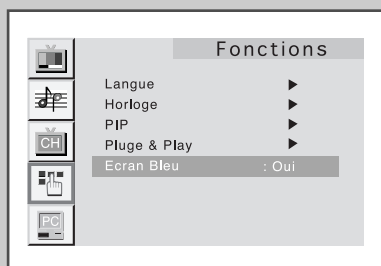 Fonctions
Langue ▶
Horloge ▶
PIP ▶
CH
Pluge & Play ▶
Ecran Bleu : Oui
PC